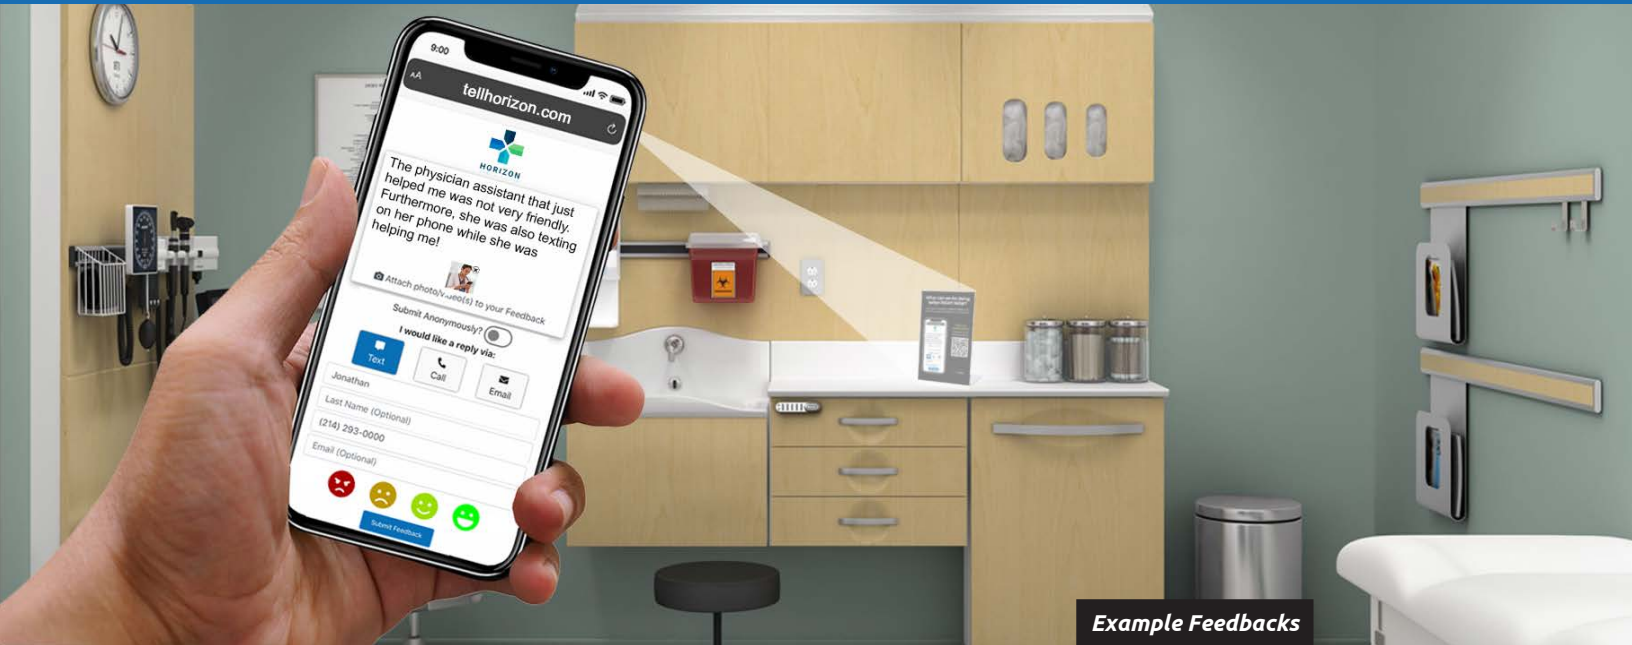 9:00
AA
tellhorizon.com
HORIZON
The physician assistant that just
helped me was not very friendly.
Furthermore, she was also texting
on her phone while she was
helping me!
Attach photo/video(s) to your Feedback
Submit Anonymously?
I would like a reply via:
Text
Call
Email
Jonathan
Last Name (Optional)
(214) 293-0000
Email (Optional)
Submit Feedback
Example Feedbacks